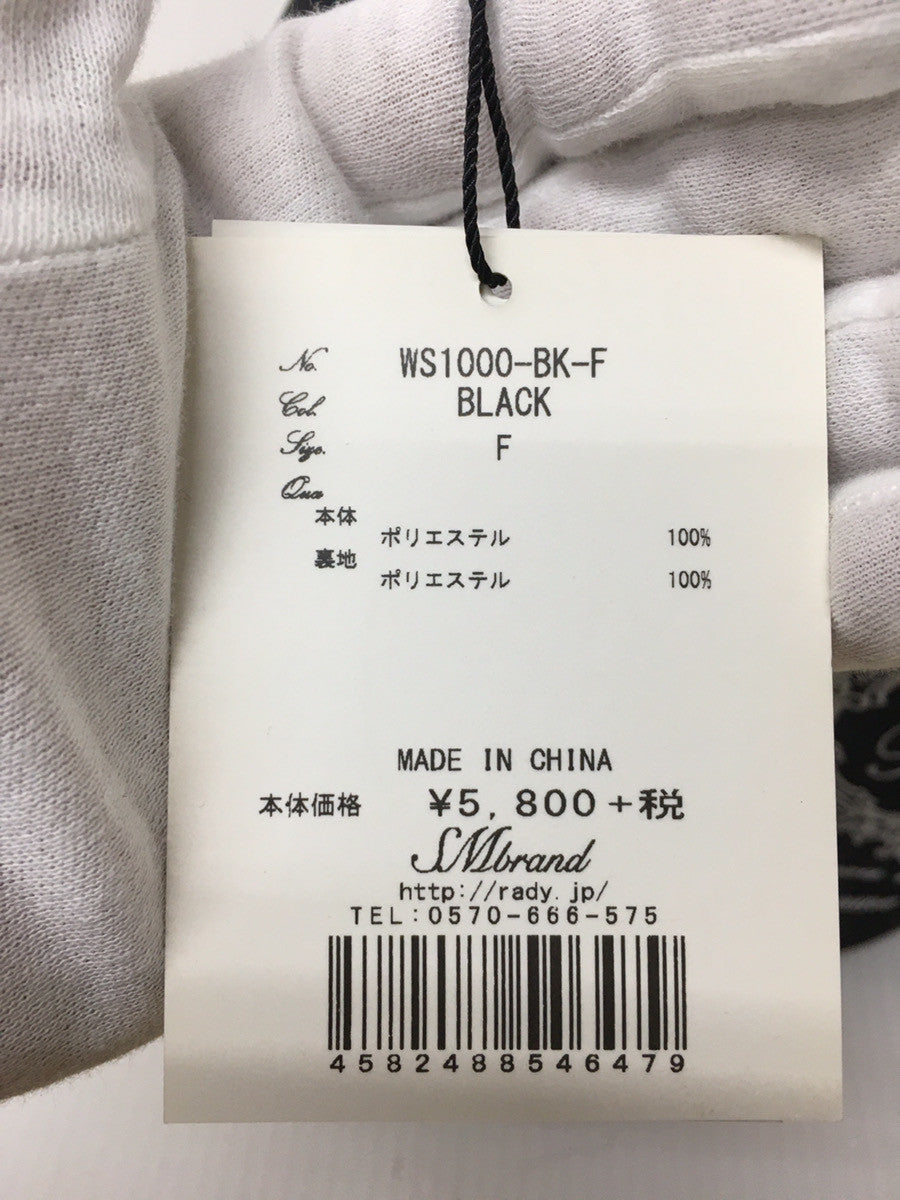 No. WS1000-BK-F
Col. BLACK
Size. F
Qua
本体
ポリエステル 100%
裏地
ポリエステル 100%
MADE IN CHINA
本体価格 ¥5,800+税
SMbrand
http://rady.jp/
TEL:0570-666-575
4582488546479